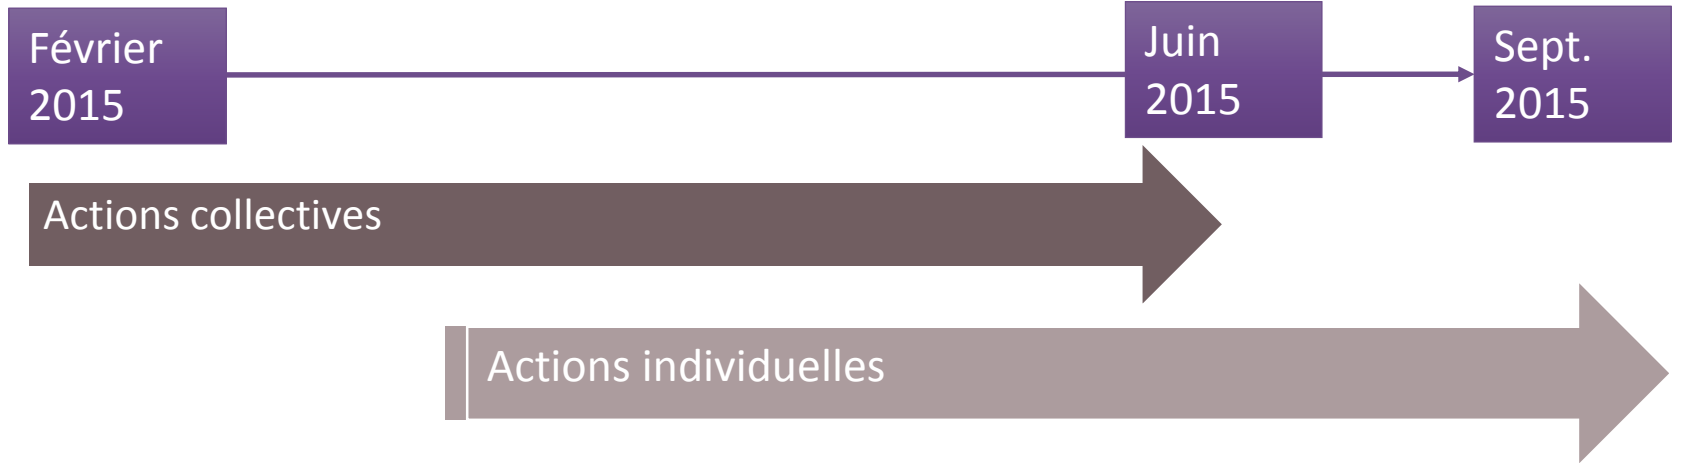 Février
2015
Juin
2015
Sept.
2015
Actions collectives
Actions individuelles